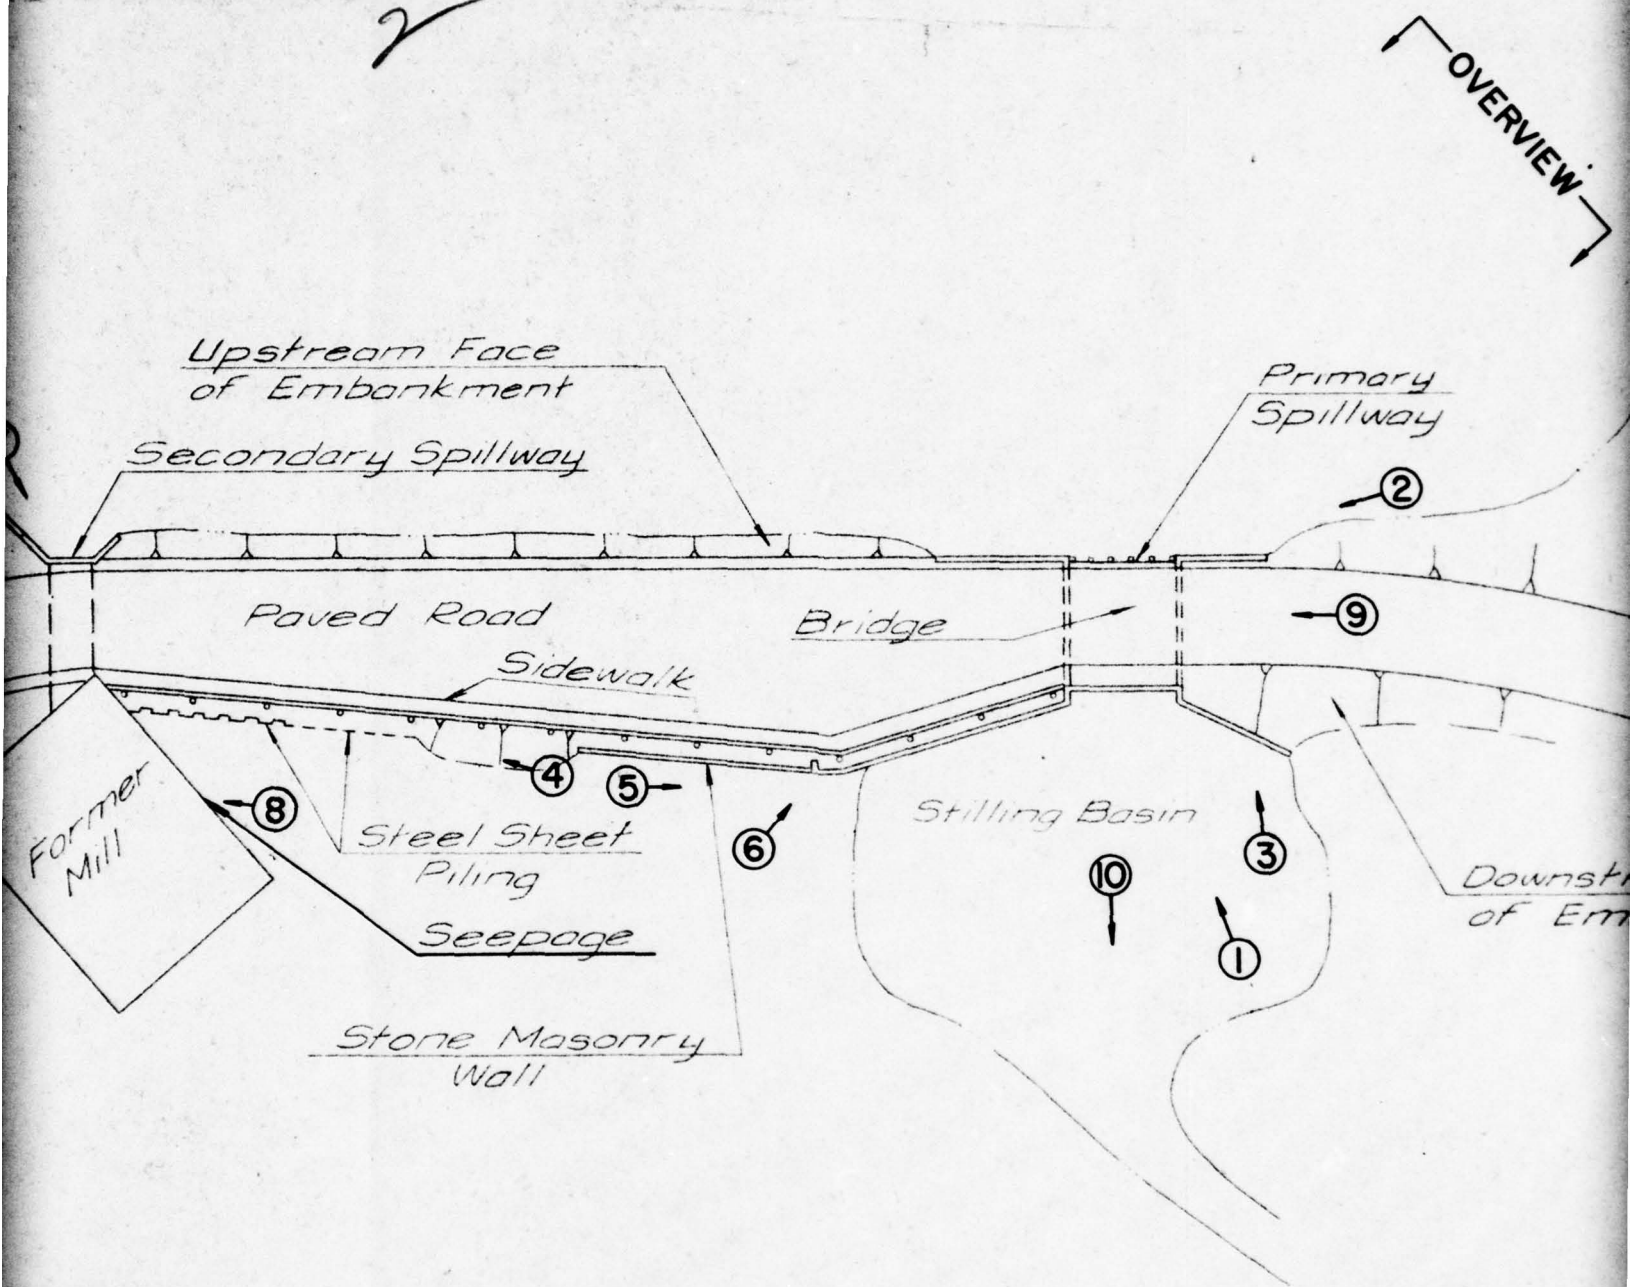 2
OVERVIEW
Upstream Face
of Embankment
Primary
Spillway
Secondary Spillway
2
Paved Road
Bridge
9
Sidewalk
4
5
8
Former
Mill
Steel Sheet
Piling
6
Stilling Basin
3
10
Downst
of Em
Seepage
1
Stone Masonry
Wall